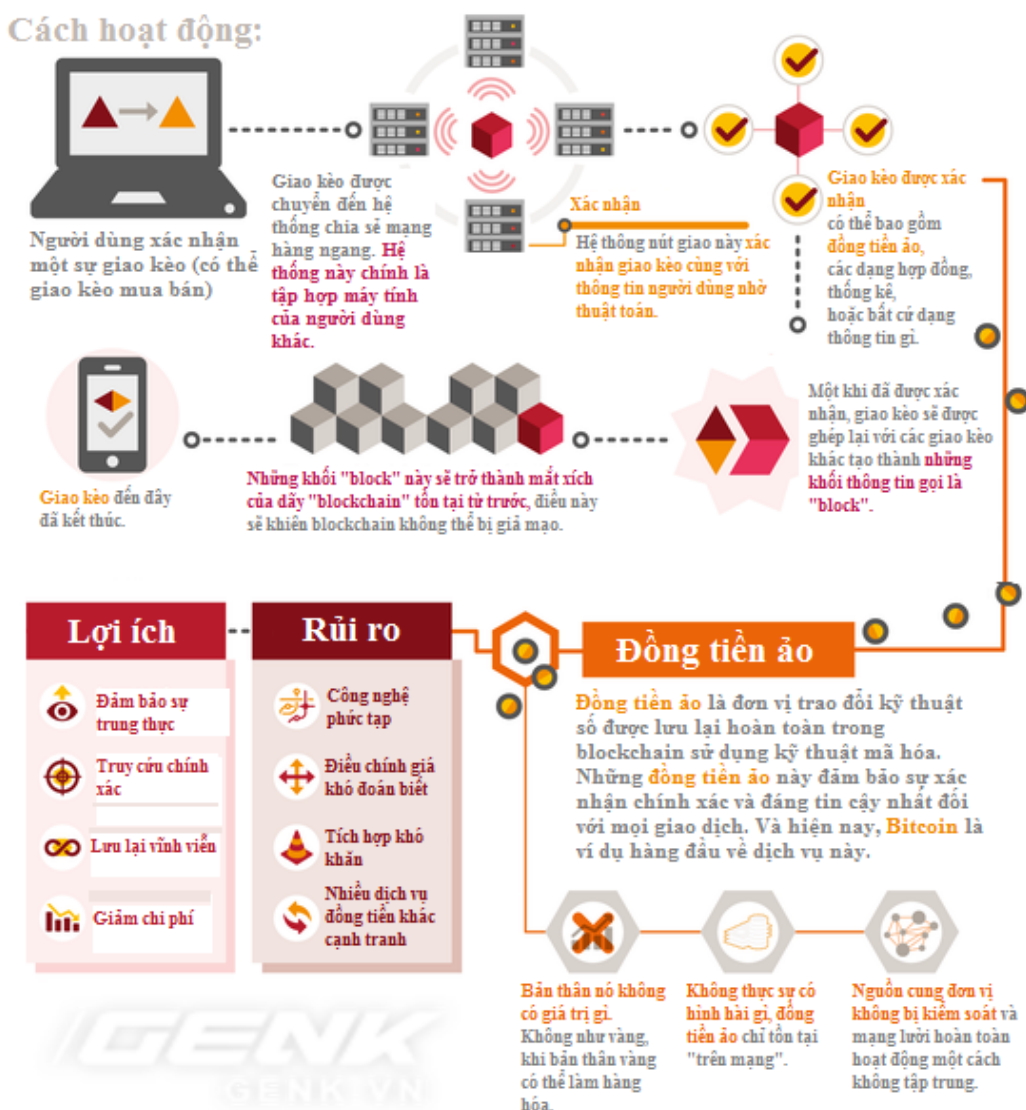 Cách hoạt động:
Người dùng xác nhận
một sự giao kèo (có thể
giao kèo mua bán)
Giao kèo được
chuyển đến hệ
thống chia sẻ mạng
hàng ngang. Hệ
thống này chính là
tập hợp máy tính
của người dùng
khác.
Xác nhận
Hệ thông nút giao này xác
nhận giao kèo cùng với
thông tin người dùng nhờ
thuật toán.
Giao kèo được xác
nhận
có thể bao gồm
đồng tiền ảo,
các dạng hợp đồng,
thống kê,
hoặc bất cứ dạng
thông tin gì.
Một khi đã được xác
nhận, giao kèo sẽ được
ghép lại với các giao kèo
khác tạo thành những
khối thông tin gọi là
"block".
Những khối "block" này sẽ trở thành mắt xích
của dãy "blockchain" tồn tại từ trước, điều này
sẽ khiến blockchain không thể bị giả mạo.
Giao kèo đến đây
đã kết thúc.
Lợi ích
Đảm bảo sự
trung thực
Truy cứu chính
xác
Lưu lại vĩnh viễn
Giảm chi phí
Rủi ro
Công nghệ
phức tạp
Điều chỉnh giá
khó đoán biết
Tích hợp khó
khăn
Nhiều dịch vụ
đồng tiền khác
cạnh tranh
Đồng tiền ảo
Đồng tiền ảo là đơn vị trao đổi kỹ thuật
số được lưu lại hoàn toàn trong
blockchain sử dụng kỹ thuật mã hóa.
Những đồng tiền ảo này đảm bảo sự xác
nhận chính xác và đáng tin cậy nhất đối
với mọi giao dịch. Và hiện nay, Bitcoin là
ví dụ hàng đầu về dịch vụ này.
Bản thân nó không
có giá trị gì.
Không như vàng,
khi bản thân vàng
có thể làm hàng
hóa.
Không thực sự có
hình hài gì, đồng
tiền ảo chỉ tồn tại
"trên mạng".
Nguồn cung đơn vị
không bị kiểm soát và
mạng lưới hoàn toàn
hoạt động một cách
không tập trung.
GENK
GENK.VN